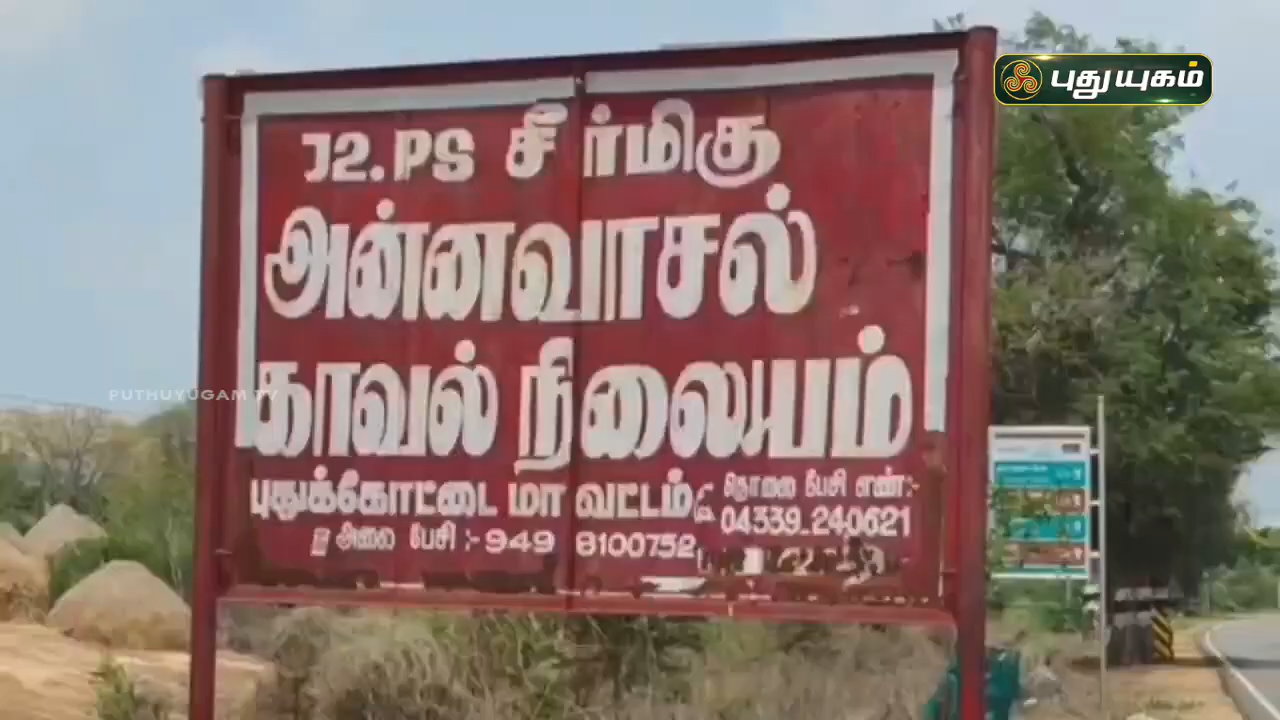 புதுயுகம்
J2.PS சீர்மிகு
அன்னவாசல்
காவல் நிலையம்
புதுக்கோட்டை மாவட்டம்
தொலை பேசி எண்:-
04339-240621
அலை பேசி:- 949 8100752
PUTHUYUGAM TV